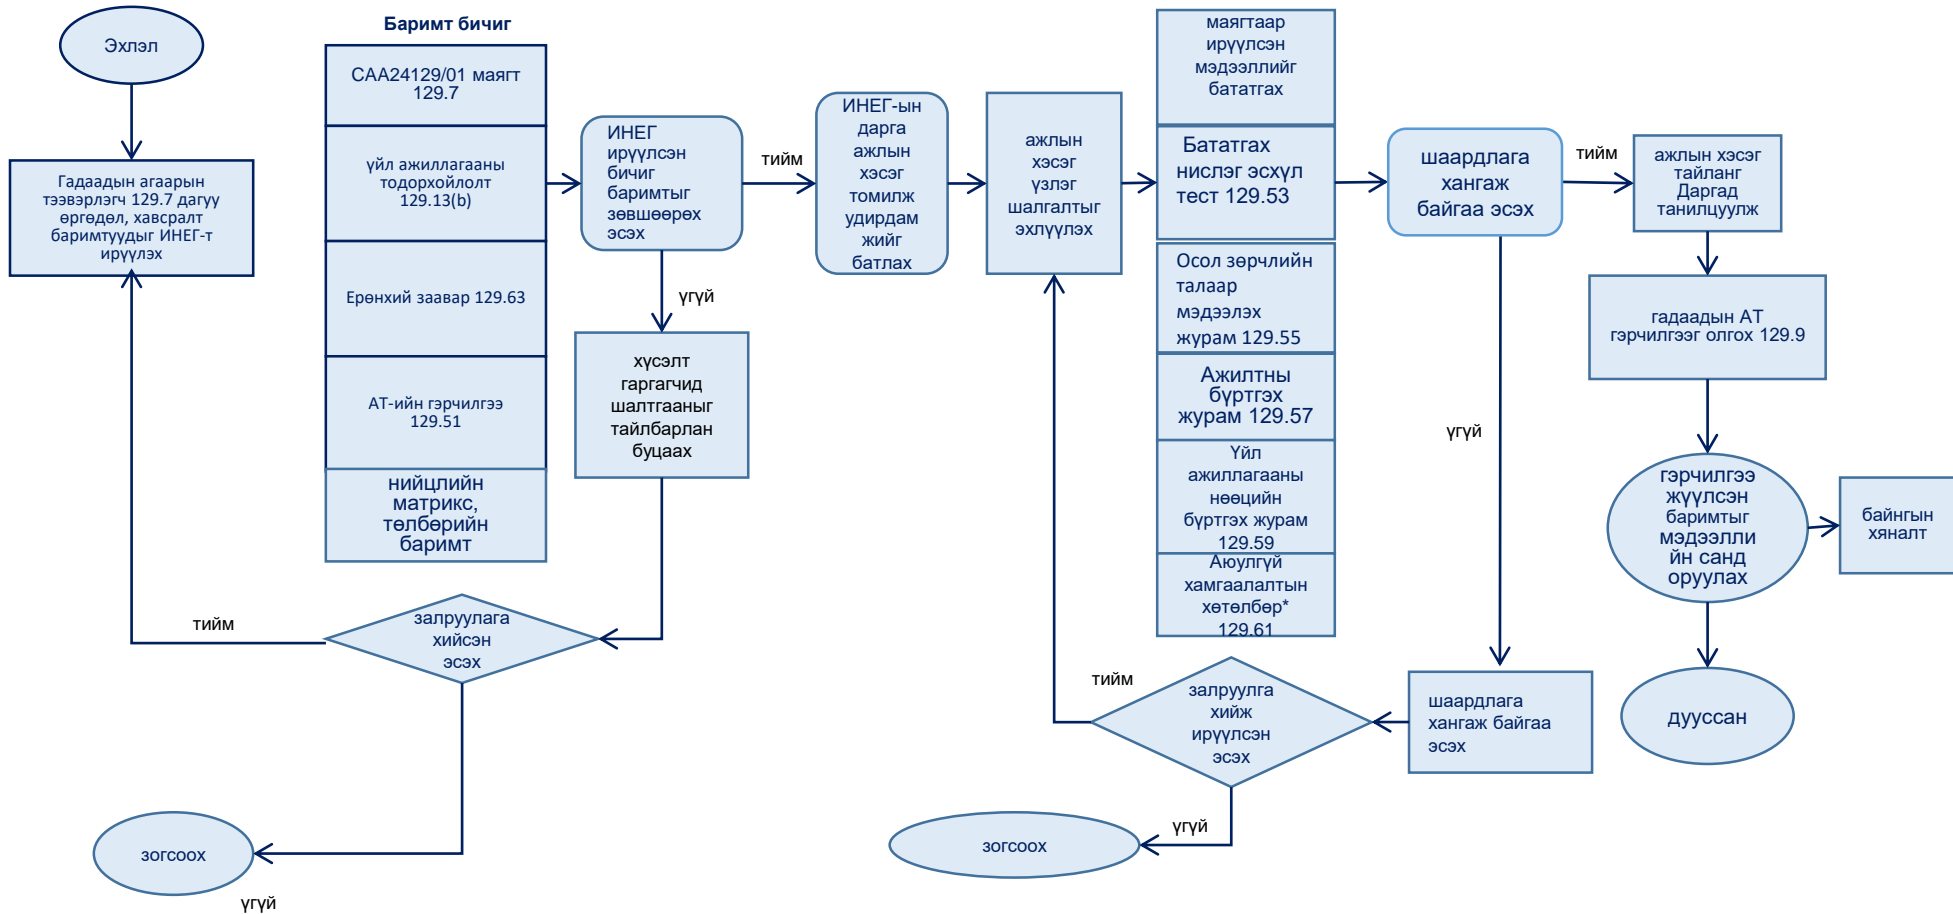 Эхлэл
Гадаадын агаарын
тээвэрлэгч 129.7 дагуу
өргөдөл, хавсралт
баримтуудыг ИНЕГ-т
ирүүлэх
Баримт бичиг
САА24129/01 маягт
129.7
үйл ажиллагааны
тодорхойлолт
129.13(b)
Ерөнхий заавар 129.63
АТ-ийн гэрчилгээ
129.51
нийцлийн
матрикс,
төлбөрийн
баримт
ИНЕГ
ирүүлсэн
бичиг
баримтыг
зөвшөөрөх
эсэх
тийм
үгүй
хүсэлт
гаргагчид
шалтгааныг
тайлбарлан
буцаах
залруулага
хийсэн
эсэх
тийм
зогсоох
үгүй
ИНЕГ-ын
дарга
ажлын
хэсэг
томилж
удирдам
жийг
батлах
ажлын
хэсэг
үзлэг
шалгалтыг
эхлүүлэх
маягтаар
ирүүлсэн
мэдээллийг
бататгах
Бататгах
нислэг эсхүл
тест 129.53
Осол зөрчлийн
талаар
мэдээлэх
журам 129.55
Ажилтны
бүртгэх
журам 129.57
Үйл
ажиллагааны
нөөцийн
бүртгэх журам
129.59
Аюулгүй
хамгаалалтын
хөтөлбөр*
129.61
шаардлага
хангаж
байгаа эсэх
тийм
үгүй
шаардлага
хангаж байгаа
эсэх
залруулга
хийж
ирүүлсэн
эсэх
тийм
үгүй
зогсоох
ажлын хэсэг
тайланг
Даргад
танилцуулж
гадаадын АТ
гэрчилгээг олгох 129.9
гэрчилгээ
жүүлсэн
баримтыг
мэдээлли
йн санд
оруулах
байнгын
хяналт
дууссан